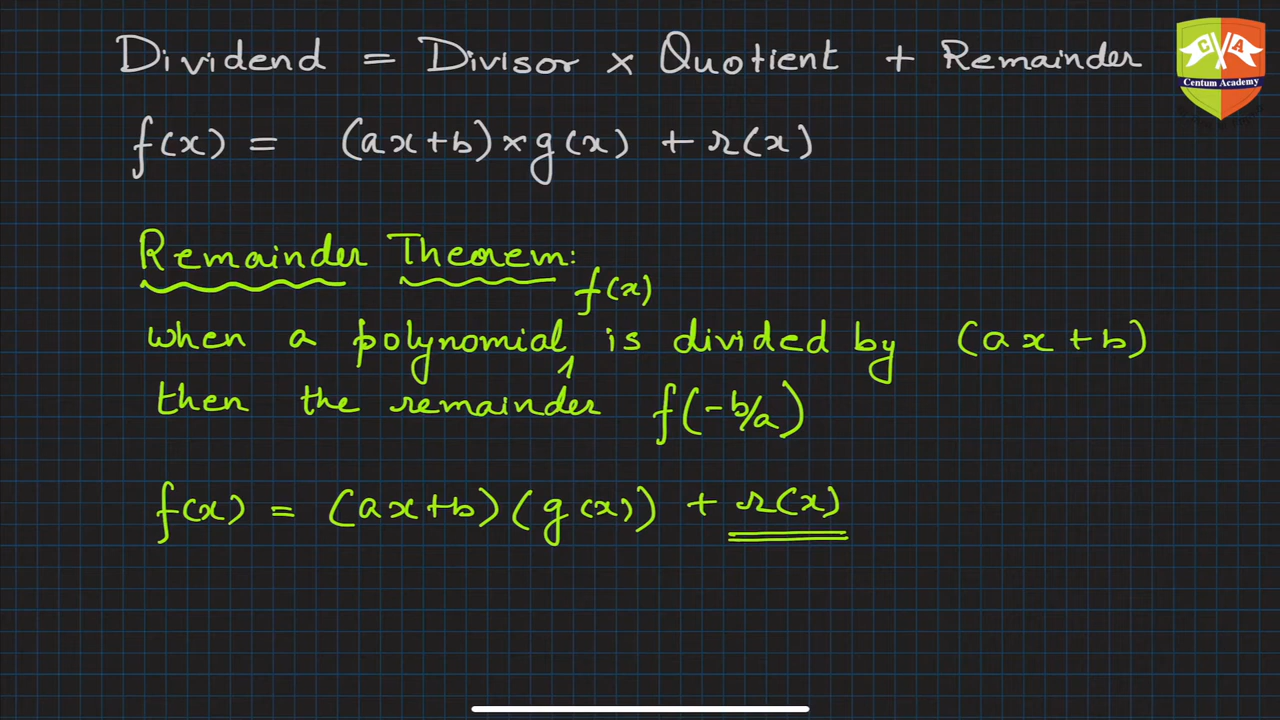 Dividend = Divisor × Quotient + Remainder
CA
Centum Academy
f(x) = (ax+b)×g(x) + r(x)
Remainder Theorem:
f(x)
when a polynomial is divided by (ax+b)
then the remainder f(-b/a)
f(x) = (ax+b)(g(x)) + r(x)